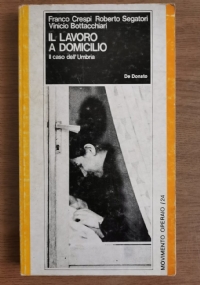 Franco Crespi Roberto Segatori
Vinicio Bottacchiari
IL LAVORO
A DOMICILIO
Il caso dell'Umbria
De Donato
MOVIMENTO OPERAIO / 24